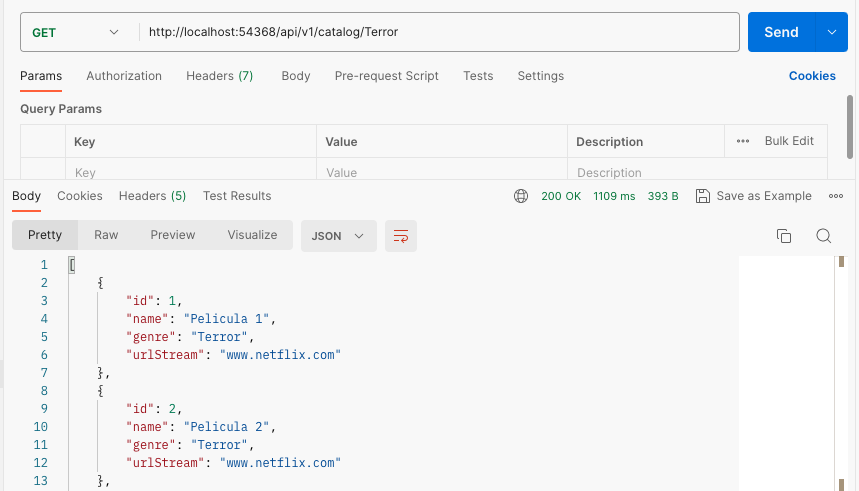 GET http://localhost:54368/api/v1/catalog/Terror Send
Params Authorization Headers (7) Body Pre-request Script Tests Settings Cookies
Query Params
Key Value Description ••• Bulk Edit
Key Value Description
Body Cookies Headers (5) Test Results 200 OK 1109 ms 393 B Save as Example •••
Pretty Raw Preview Visualize JSON
1 [
2 {
3 "id": 1,
4 "name": "Pelicula 1",
5 "genre": "Terror",
6 "urlStream": "www.netflix.com"
7 },
8 {
9 "id": 2,
10 "name": "Pelicula 2",
11 "genre": "Terror",
12 "urlStream": "www.netflix.com"
13 },